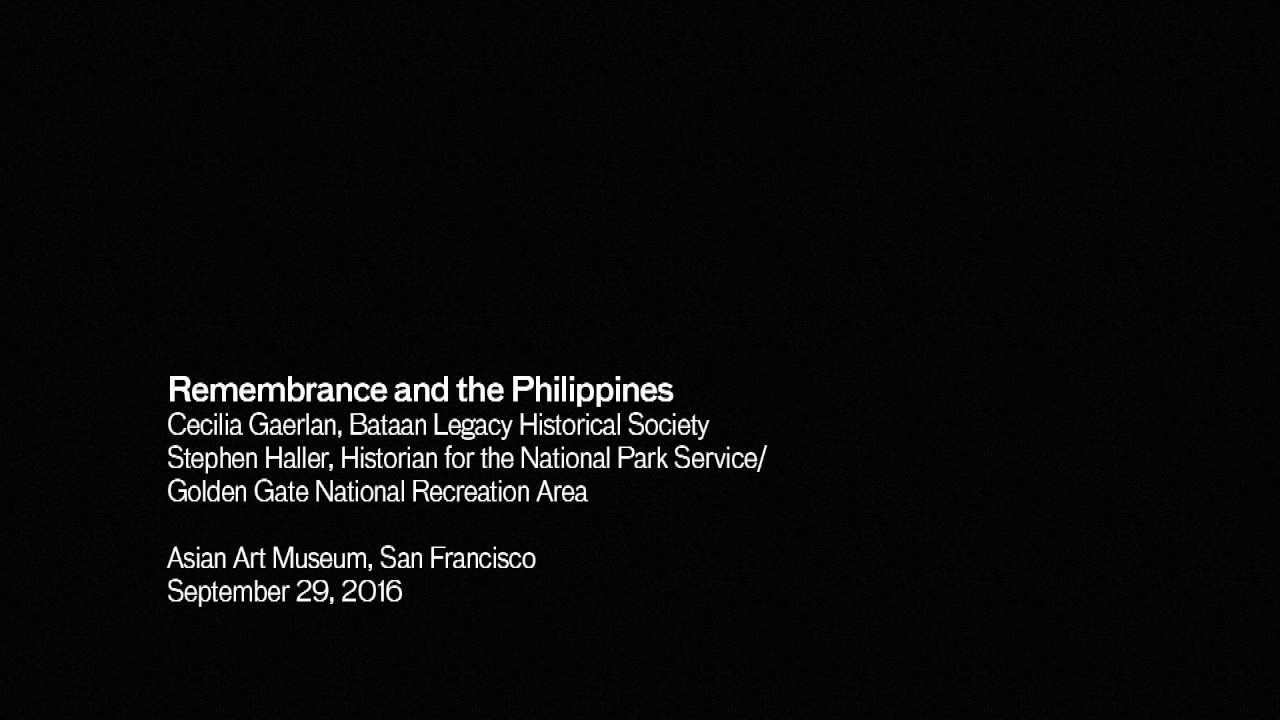 Remembrance and the Philippines
Cecilia Gaerlan, Bataan Legacy Historical Society
Stephen Haller, Historian for the National Park Service/
Golden Gate National Recreation Area
Asian Art Museum, San Francisco
September 29, 2016